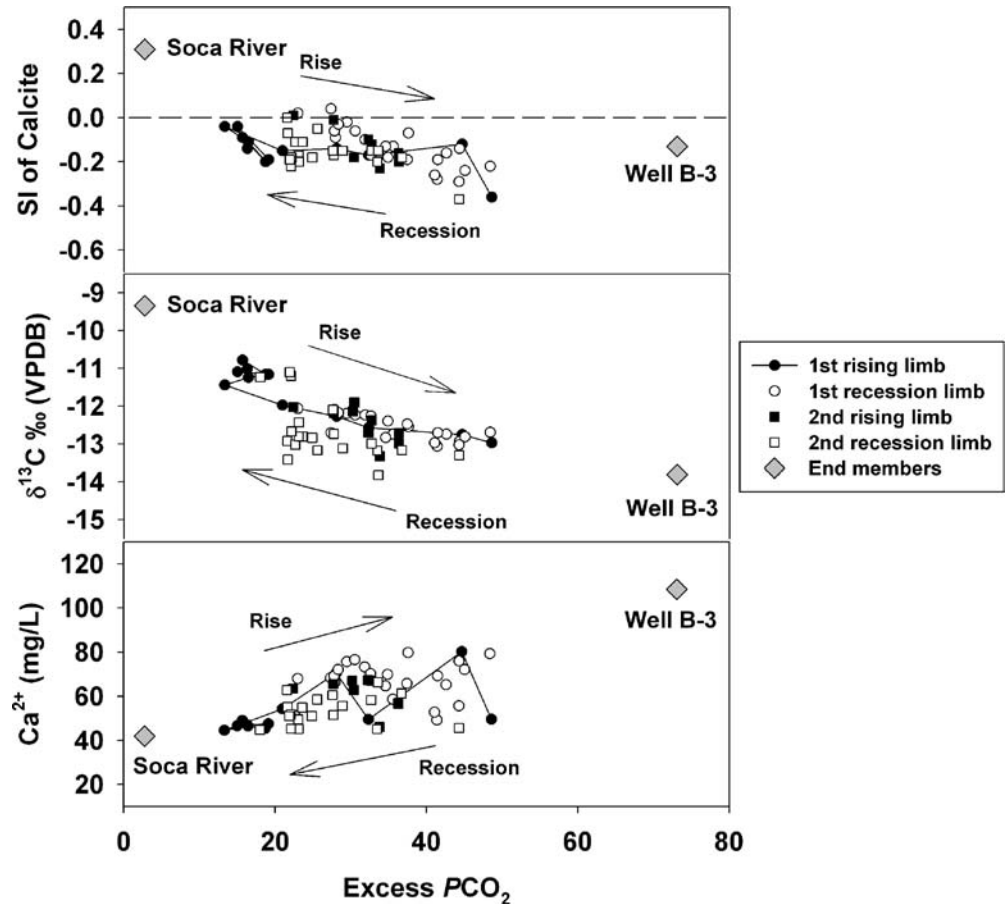 0.4
0.2
0.0
-0.2
-0.4
-0.6
SI of Calcite
Soca River
Rise
Recession
Well B-3
-9
-10
-11
-12
-13
-14
-15
δ13C ‰ (VPDB)
Soca River
Rise
Recession
Well B-3
120
100
80
60
40
20
Ca2+ (mg/L)
Rise
Well B-3
Soca River
Recession
0 20 40 60 80
Excess PCO2
1st rising limb
1st recession limb
2nd rising limb
2nd recession limb
End members